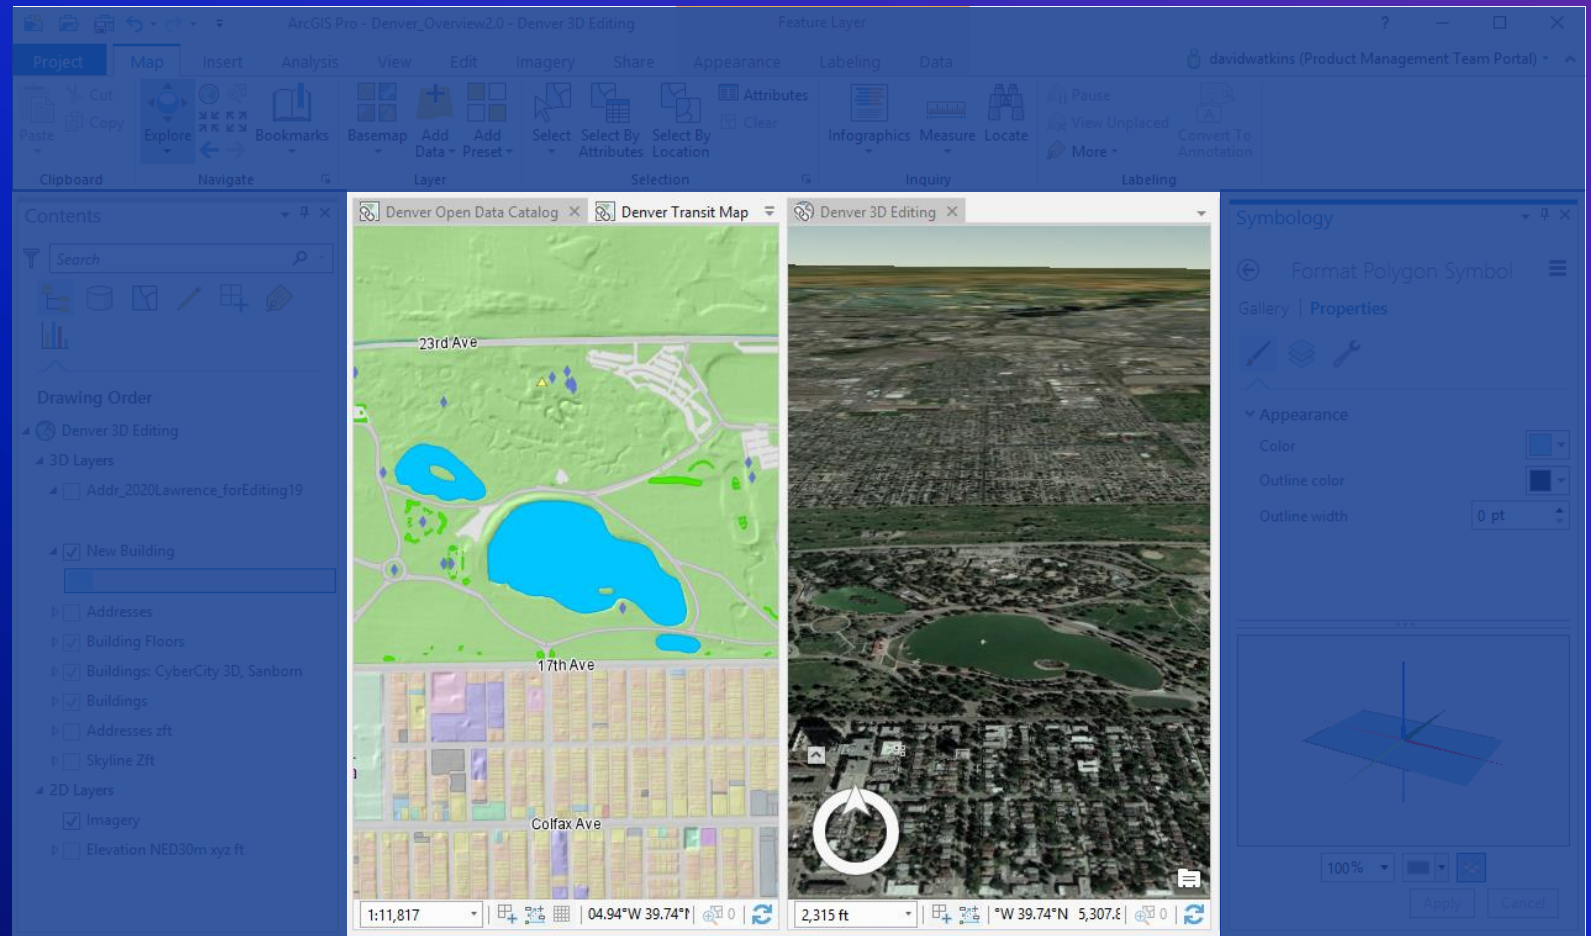 ArcGIS Pro - Denver_Overview2.0 - Denver 3D Editing
Feature Layer
?
Project Map Insert Analysis View Edit Imagery Share Appearance Labeling Data
davidwatkins (Product Management Team Portal)
Paste
Cut
Copy
Clipboard
Explore
Bookmarks
Navigate
Basemap
Add Data
Add Preset
Layer
Select
Select By Attributes
Select By Location
Attributes
Clear
Selection
Infographics
Measure
Locate
Inquiry
Pause
View Unplaced
More
Convert To Annotation
Labeling
Contents
Search
Drawing Order
Denver 3D Editing
3D Layers
Addr_2020Lawrence_forEditing19
New Building
Addresses
Building Floors
Buildings: CyberCity 3D, Sanborn
Buildings
Addresses zft
Skyline Zft
2D Layers
Imagery
Elevation NED30m xyz ft
Denver Open Data Catalog
Denver Transit Map
23rd Ave
17th Ave
Colfax Ave
1:11,817
04.94°W 39.74°N
0
Denver 3D Editing
2,315 ft
°W 39.74°N 5,307.8
0
Symbology
Format Polygon Symbol
Gallery | Properties
Appearance
Color
Outline color
Outline width
0 pt
100%
Apply
Cancel